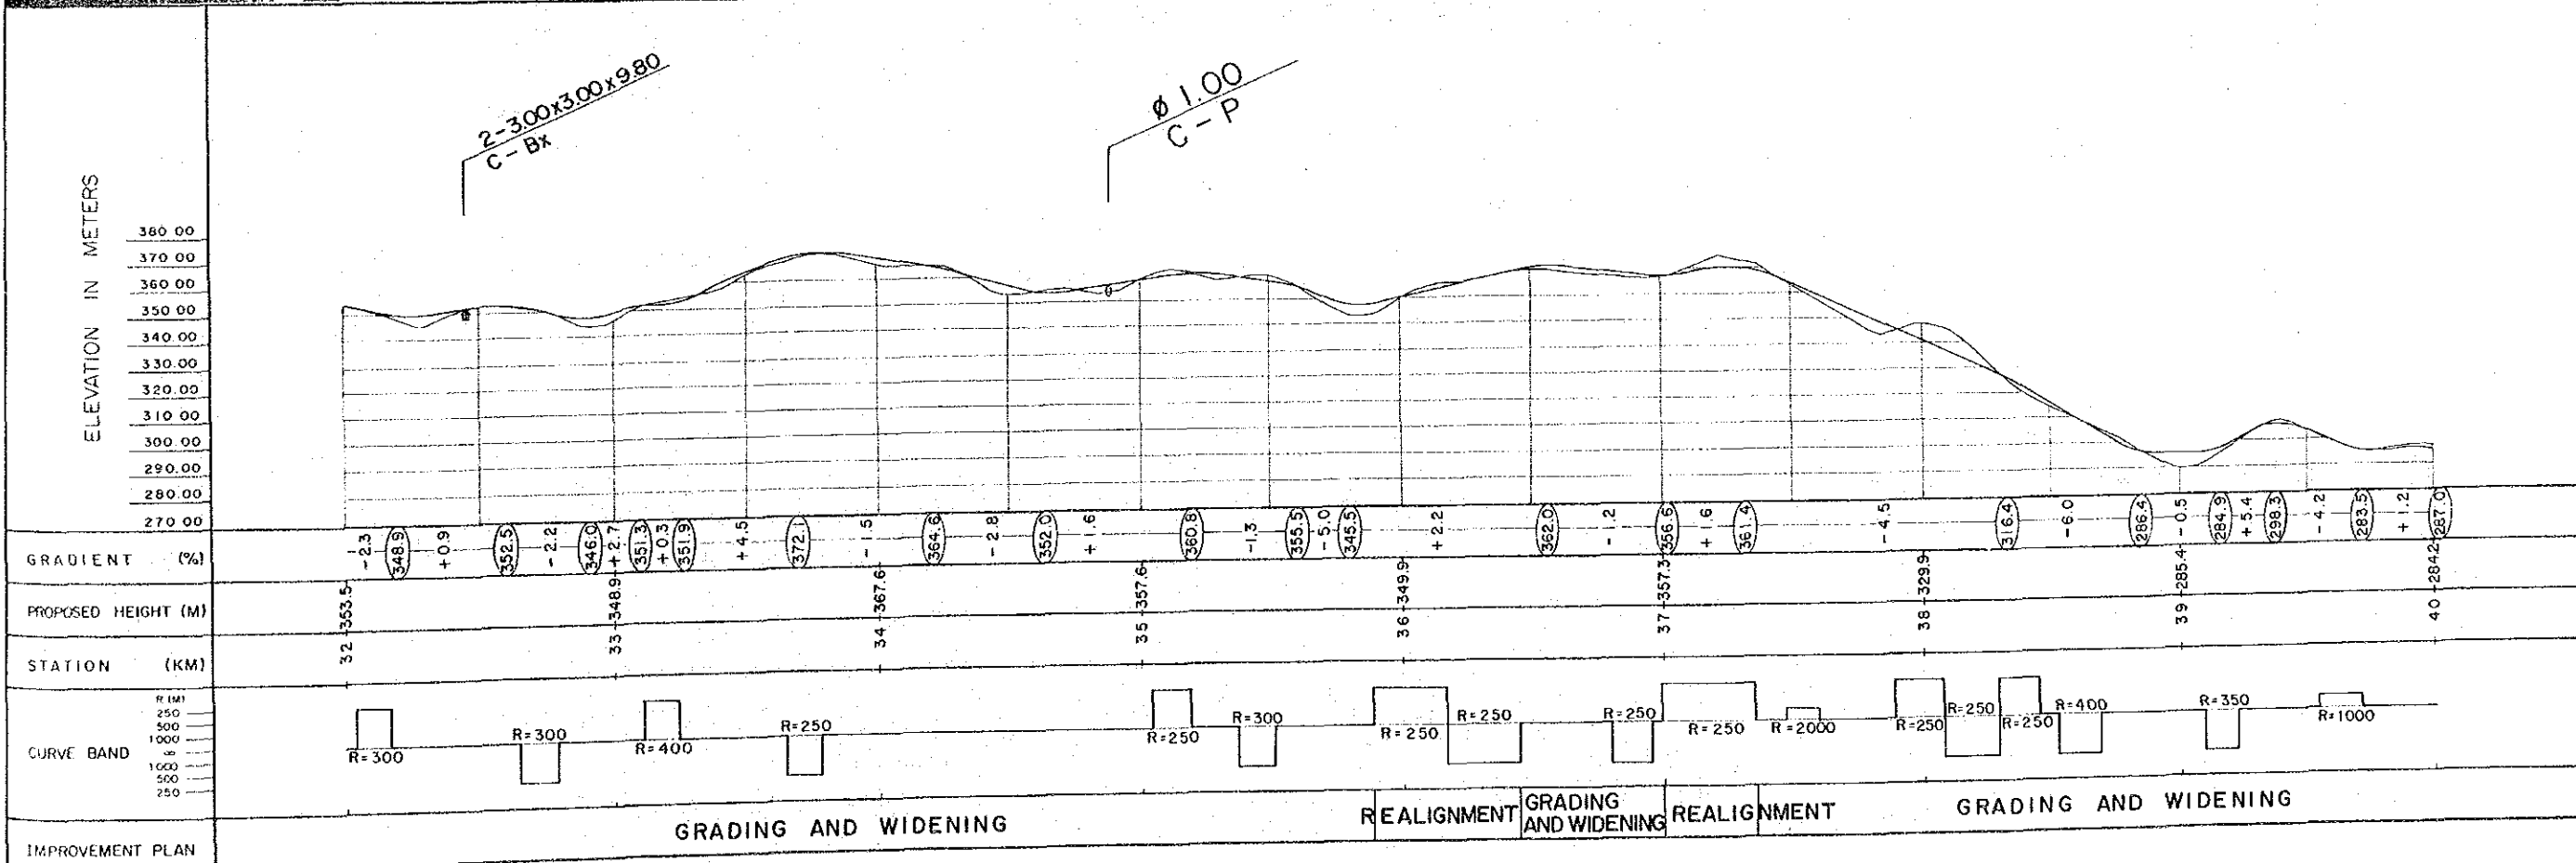 2-3.00x3.00x9.80
C-Bx
Ø 1.00
C-P
ELEVATION IN METERS
380.00
370.00
360.00
350.00
340.00
330.00
320.00
310.00
300.00
290.00
280.00
270.00
GRADIENT (%)
-2.3 348.9 +0.9 352.5 -2.2 346.0 +2.7 351.3 +0.3 351.9 +4.5 372.1 -1.5 364.6 -2.8 352.0 +1.6 360.8 -1.3 355.5 -5.0 345.5 +2.2 362.0 -1.2 356.6 +1.6 361.4 -4.5 316.4 -6.0 286.4 -0.5 284.9 +5.4 298.3 -4.2 283.5 +1.2 287.0
PROPOSED HEIGHT (M)
353.5 348.9 367.6 357.6 349.9 357.3 329.9 285.4 284.2
STATION (KM)
32 33 34 35 36 37 38 39 40
CURVE BAND
R (M)
250
500
1000
∞
1000
500
250
R=300 R=300 R=400 R=250 R=250 R=300 R=250 R=250 R=250 R=250 R=2000 R=250 R=250 R=250 R=400 R=350 R=1000
IMPROVEMENT PLAN
GRADING AND WIDENING
REALIGNMENT
GRADING
AND WIDENING
REALIGNMENT
GRADING AND WIDENING